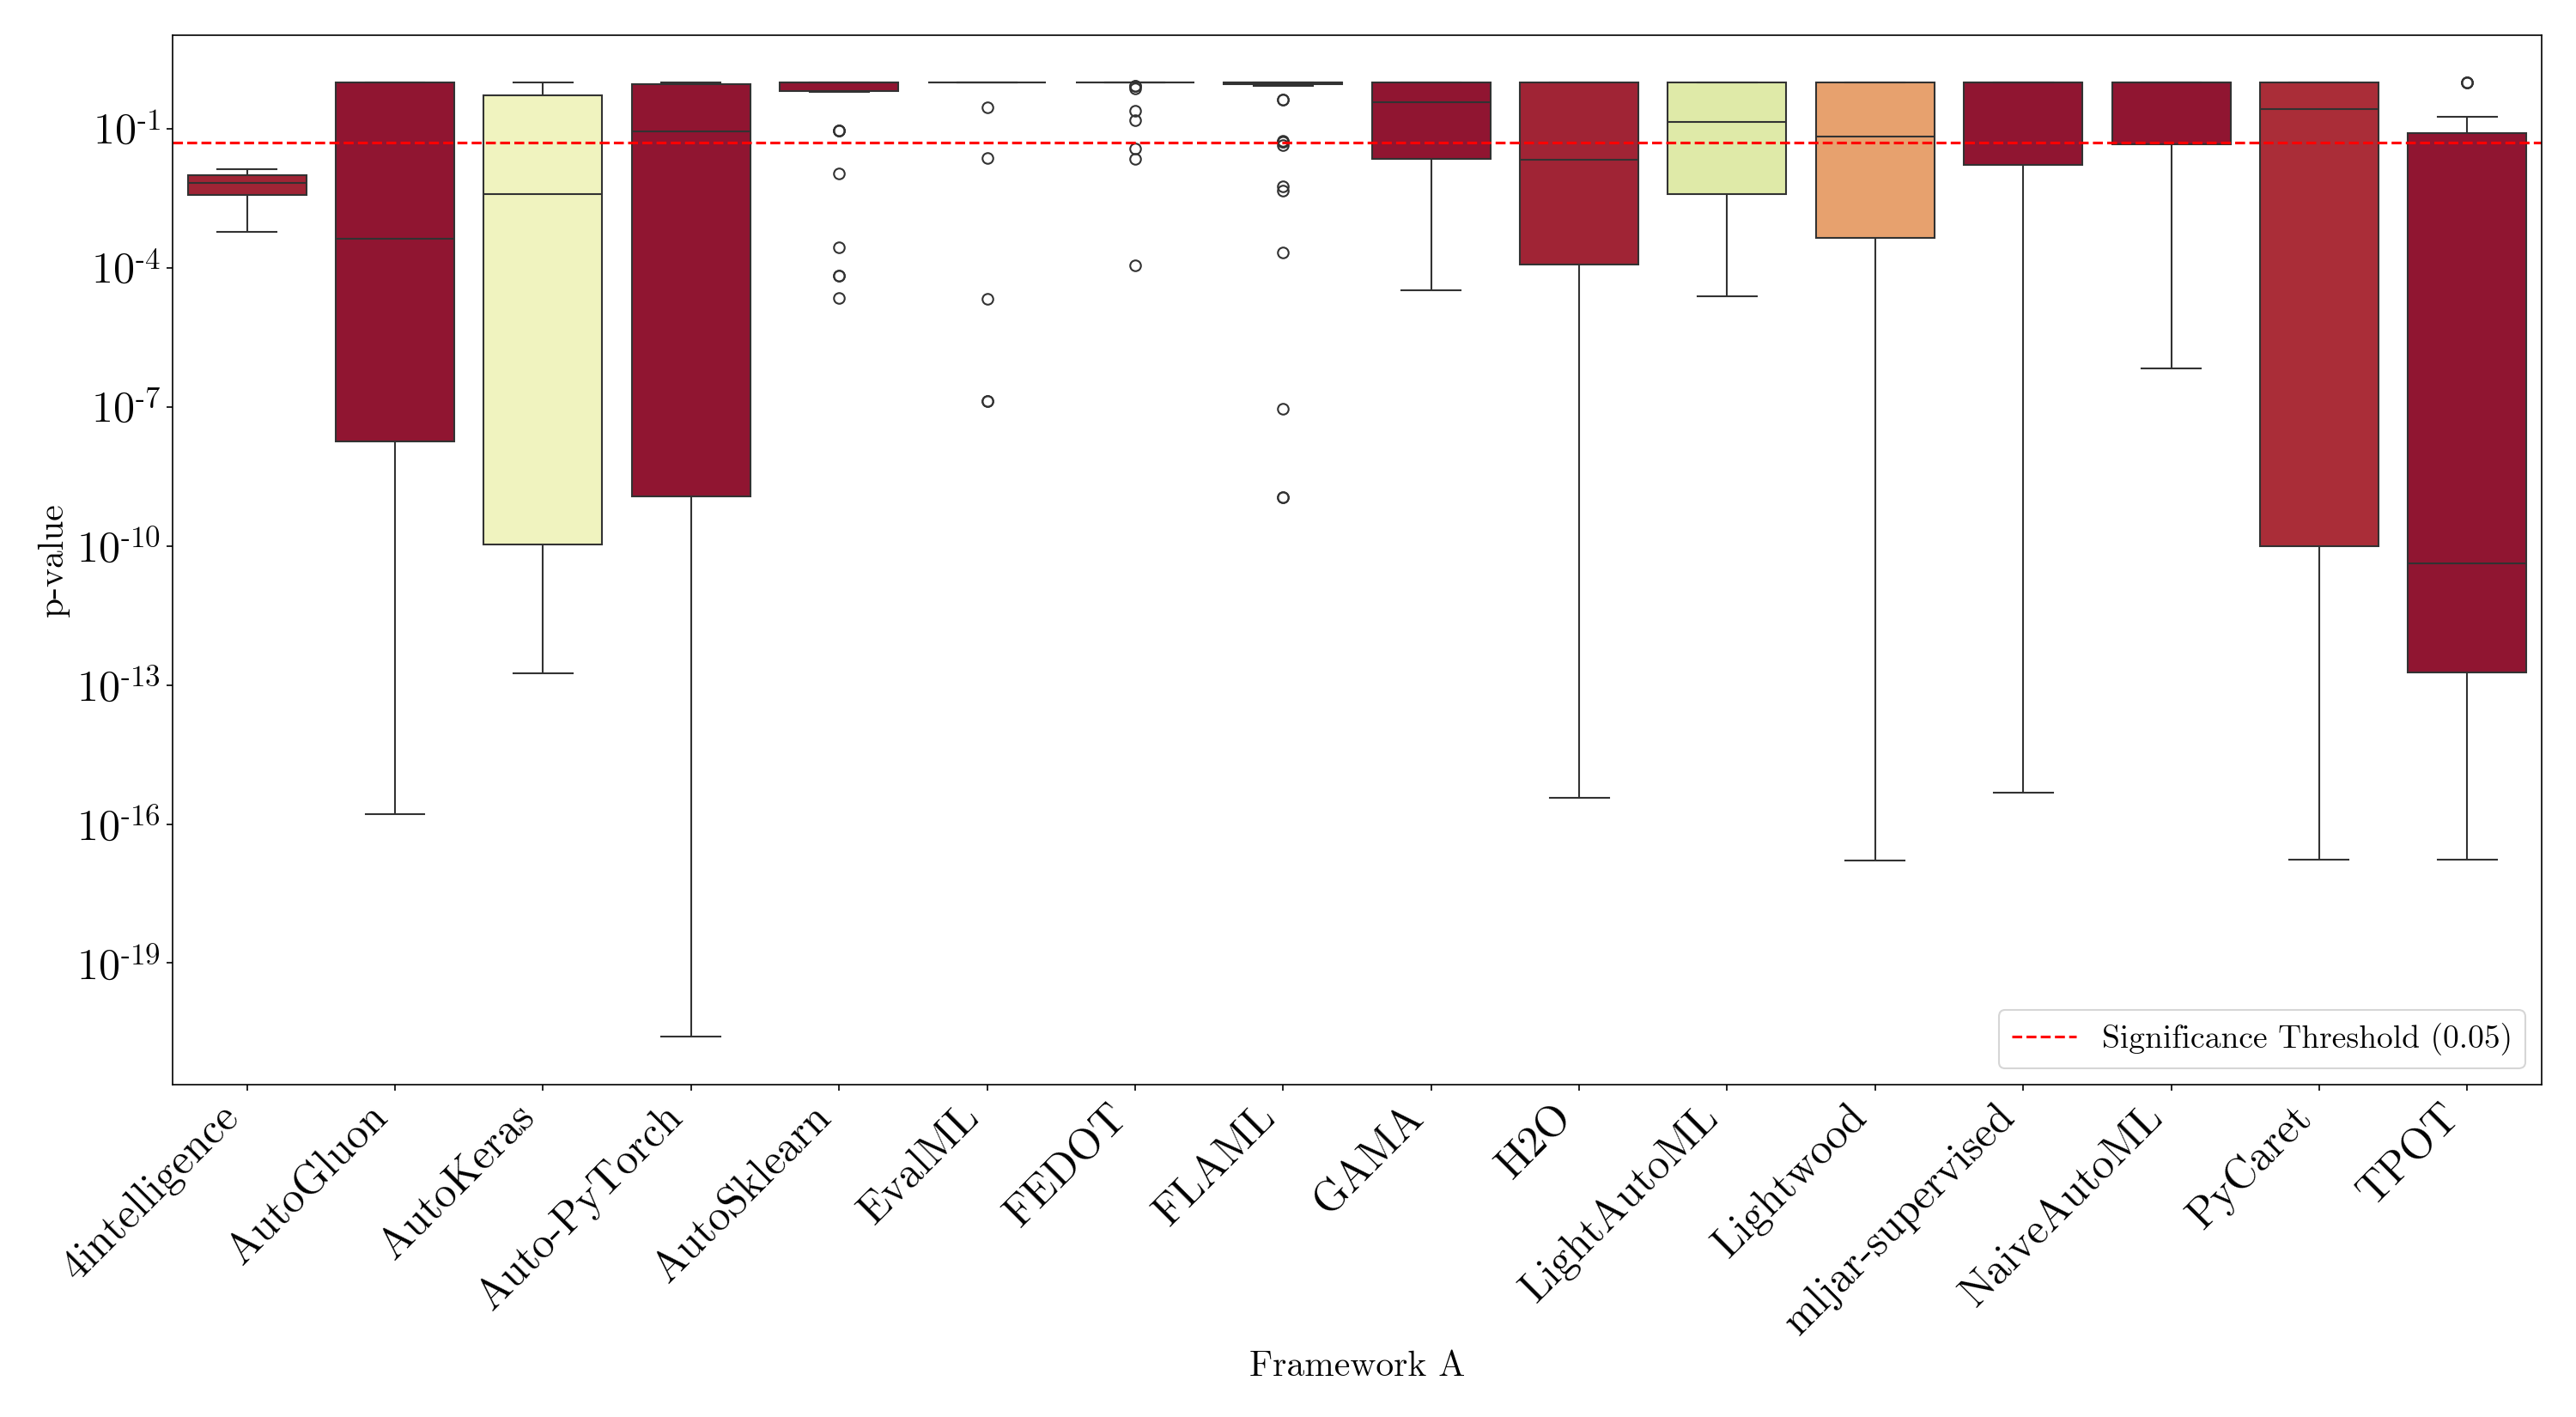 10-1
10-4
10-7
10-10
10-13
10-16
10-19
p-value
Significance Threshold (0.05)
4intelligence
AutoGluon
AutoKeras
Auto-PyTorch
AutoSklearn
EvalML
FEDOT
FLAML
GAMA
H2O
LightAutoML
Lightwood
mljar-supervised
NaiveAutoML
PyCaret
TPOT
Framework A